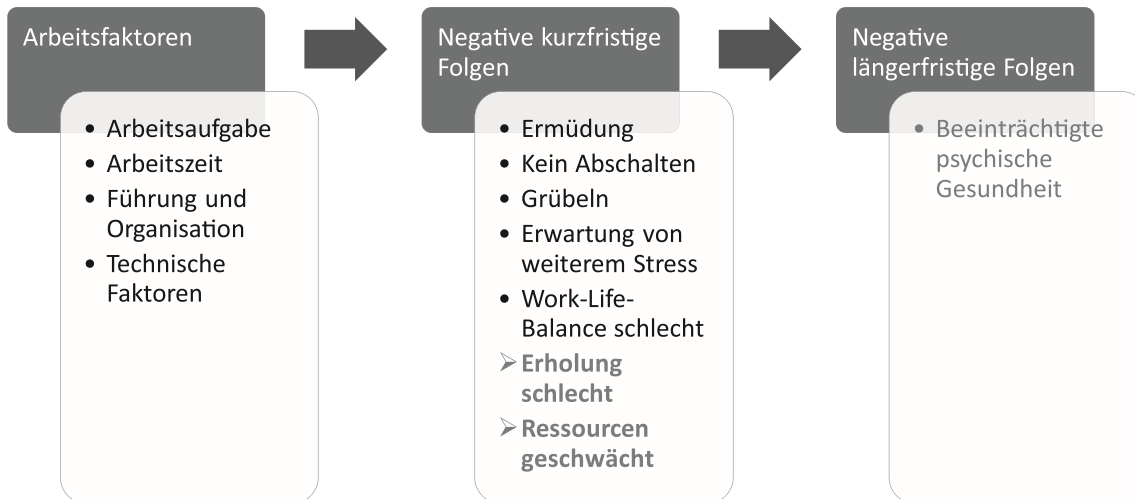 Arbeitsfaktoren
• Arbeitsaufgabe
• Arbeitszeit
• Führung und
Organisation
• Technische
Faktoren
Negative kurzfristige
Folgen
• Ermüdung
• Kein Abschalten
• Grübeln
• Erwartung von
weiterem Stress
• Work-Life-
Balance schlecht
➢ Erholung
schlecht
➢ Ressourcen
geschwächt
Negative
längerfristige Folgen
• Beeinträchtigte
psychische
Gesundheit